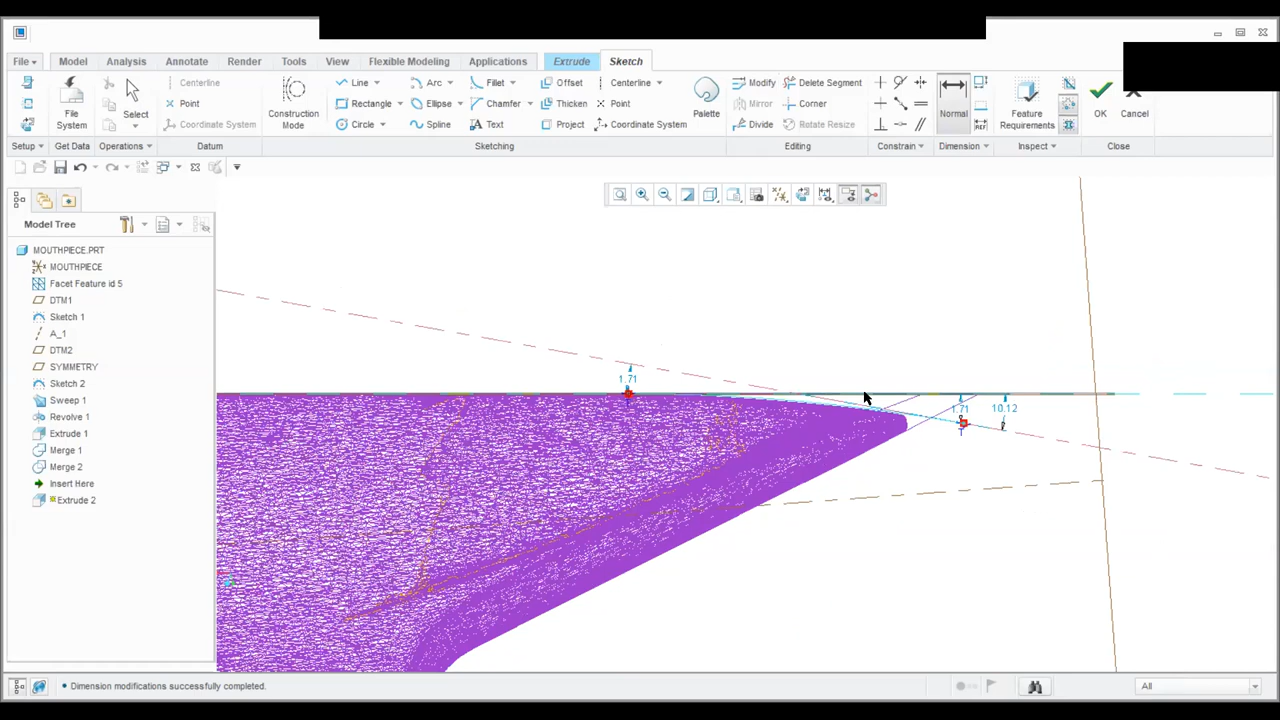 File Model Analysis Annotate Render Tools View Flexible Modeling Applications Extrude Sketch
Centerline Line Arc Fillet Offset Centerline Modify Delete Segment
Point Rectangle Ellipse Chamfer Thicken Point Mirror Corner
File System Select Construction Mode Palette Normal Feature Requirements OK Cancel
Coordinate System Circle Spline Text Project Coordinate System Divide Rotate Resize
Setup Get Data Operations Datum Sketching Editing Constrain Dimension Inspect Close
Model Tree
MOUTHPIECE.PRT
MOUTHPIECE
Facet Feature id 5
DTM1
Sketch 1
A_1
DTM2
SYMMETRY
Sketch 2
Sweep 1
Revolve 1
Extrude 1
Merge 1
Merge 2
Insert Here
Extrude 2
1.71
1.71 10.12
Dimension modifications successfully completed.
All